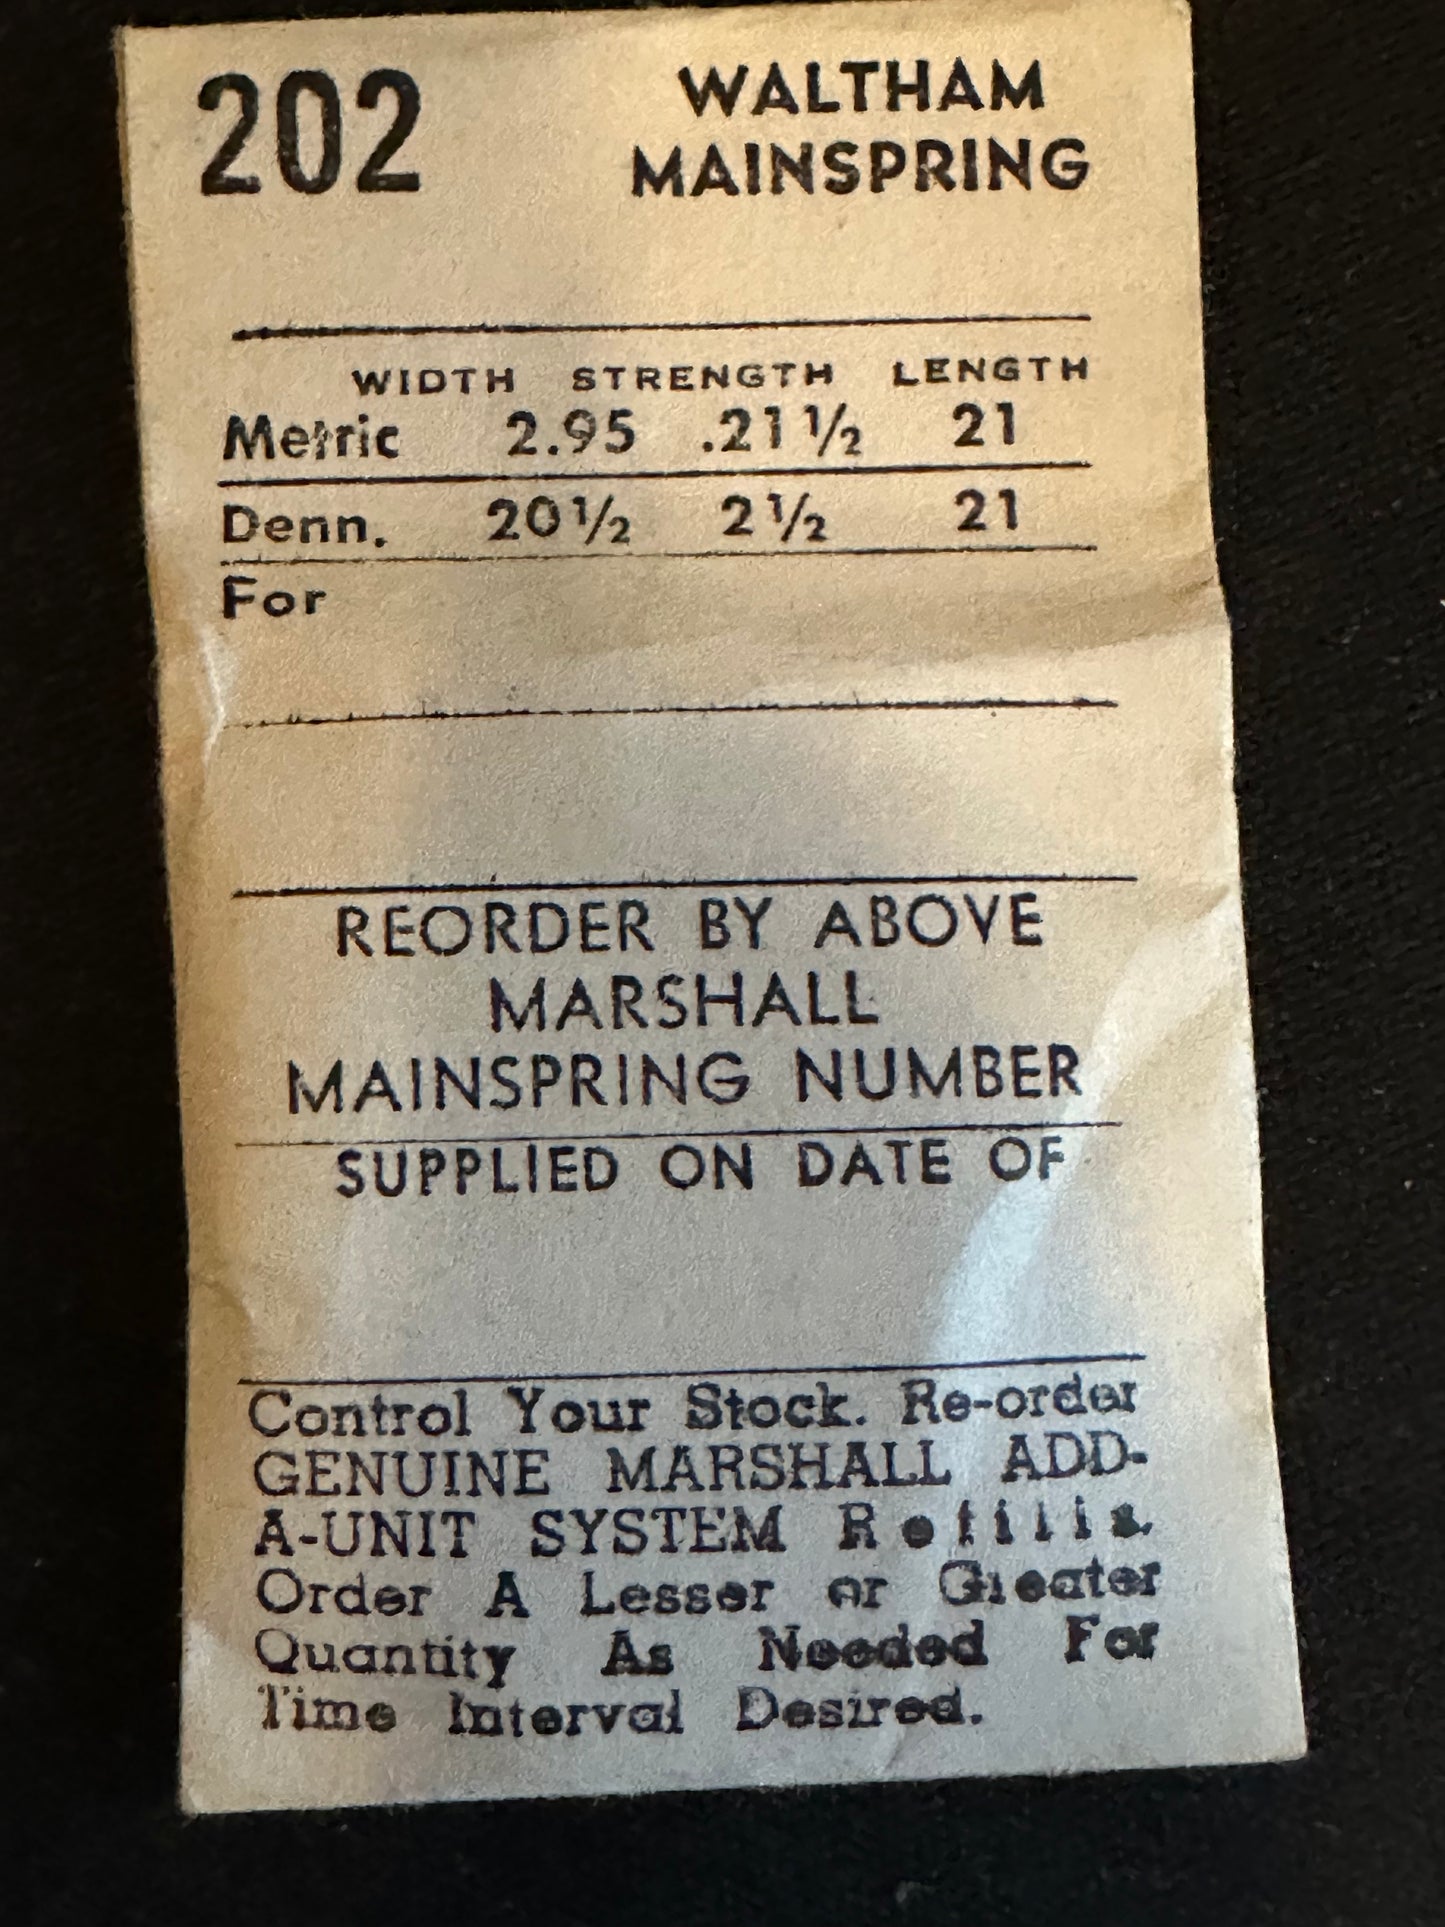 202 WALTHAM
MAINSPRING
WIDTH STRENGTH LENGTH
Metric 2.95 .21½ 21
Denn. 20½ 2½ 21
For
REORDER BY ABOVE
MARSHALL
MAINSPRING NUMBER
SUPPLIED ON DATE OF
Control Your Stock. Re-order
GENUINE MARSHALL ADD-
A-UNIT SYSTEM Refills.
Order A Lesser or Greater
Quantity As Needed For
Time Interval Desired.